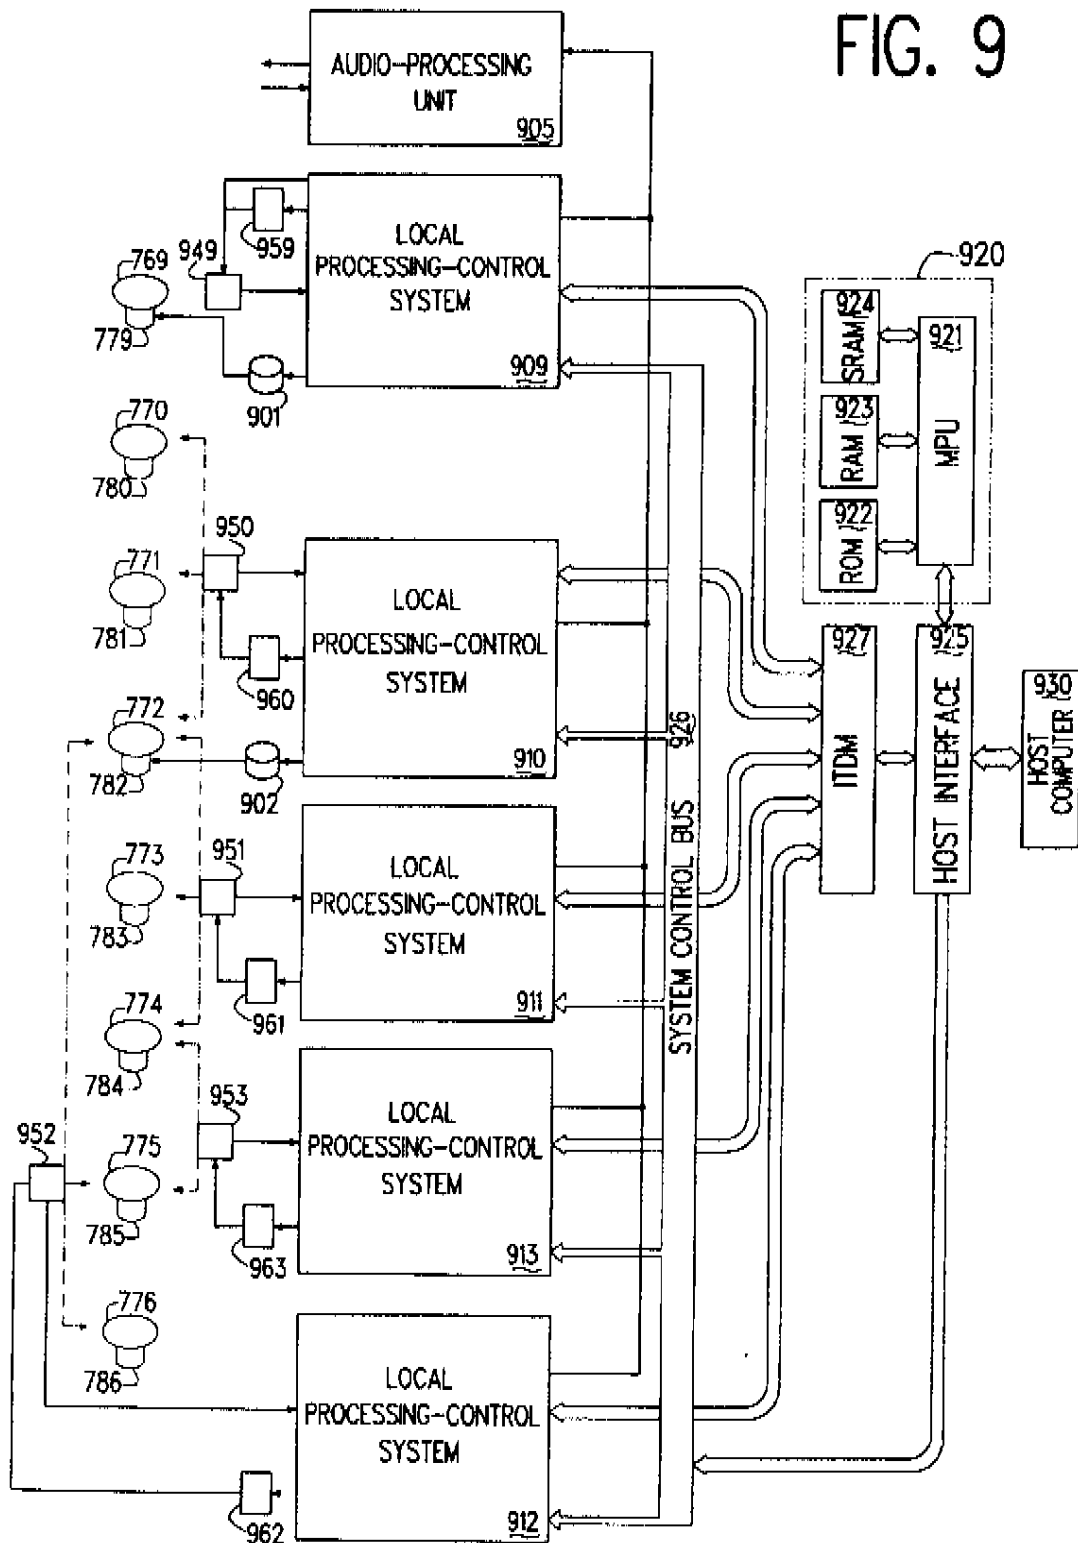 FIG. 9
AUDIO-PROCESSING
UNIT
905
959
949
769
779
LOCAL
PROCESSING-CONTROL
SYSTEM
909
901
920
924
SRAM
921
MPU
923
RAM
922
ROM
770
780
950
771
781
960
LOCAL
PROCESSING-CONTROL
SYSTEM
910
772
782
902
926
SYSTEM CONTROL BUS
927
ITDM
925
HOST INTERFACE
930
HOST
COMPUTER
773
783
951
961
LOCAL
PROCESSING-CONTROL
SYSTEM
911
774
784
953
963
LOCAL
PROCESSING-CONTROL
SYSTEM
913
952
775
785
776
786
LOCAL
PROCESSING-CONTROL
SYSTEM
912
962